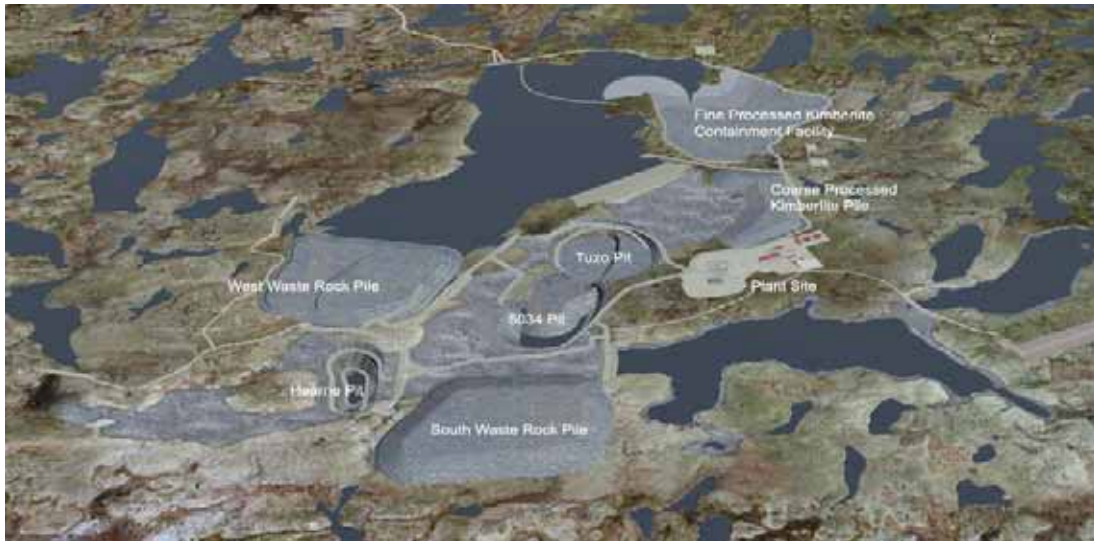 Fine Processed Kimberlite
Containment Facility
Coarse Processed
Kimberlite Pile
Tuzo Pit
West Waste Rock Pile
Plant Site
5034 Pit
Hearne Pit
South Waste Rock Pile